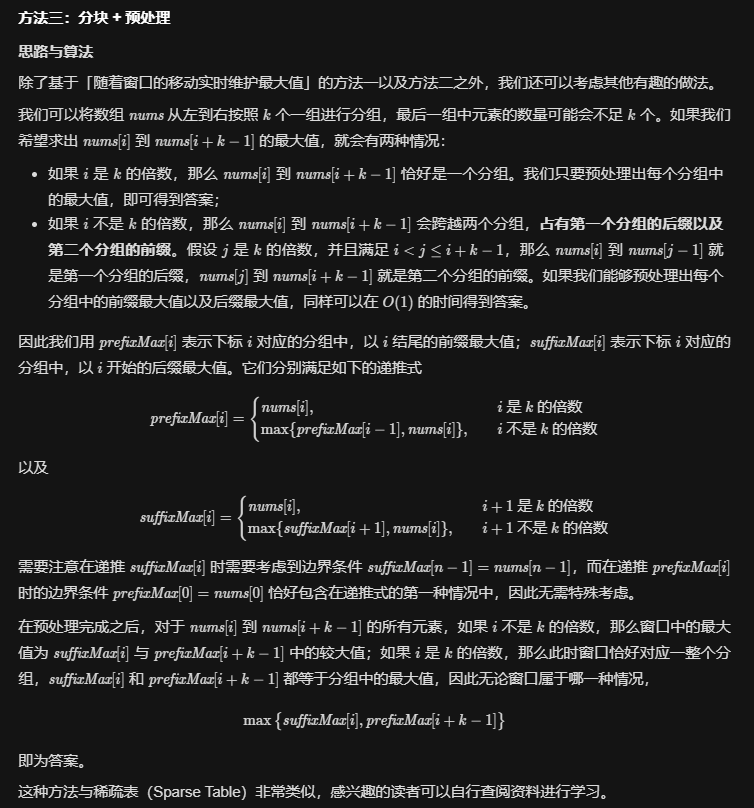 方法三：分块 + 预处理
思路与算法
除了基于「随着窗口的移动实时维护最大值」的方法一以及方法二之外，我们还可以考虑其他有趣的做法。
我们可以将数组 nums 从左到右按照 k 个一组进行分组，最后一组中元素的数量可能会不足 k 个。如果我们
希望求出 nums[i] 到 nums[i + k − 1] 的最大值，就会有两种情况：
• 如果 i 是 k 的倍数，那么 nums[i] 到 nums[i + k − 1] 恰好是一个分组。我们只要预处理出每个分组中
的最大值，即可得到答案；
• 如果 i 不是 k 的倍数，那么 nums[i] 到 nums[i + k − 1] 会跨越两个分组，占有第一个分组的后缀以及
第二个分组的前缀。假设 j 是 k 的倍数，并且满足 i < j ≤ i + k − 1，那么 nums[i] 到 nums[j − 1] 就
是第一个分组的后缀，nums[j] 到 nums[i + k − 1] 就是第二个分组的前缀。如果我们能够预处理出每个
分组中的前缀最大值以及后缀最大值，同样可以在 O(1) 的时间得到答案。
因此我们用 prefixMax[i] 表示下标 i 对应的分组中，以 i 结尾的前缀最大值；suffixMax[i] 表示下标 i 对应的
分组中，以 i 开始的后缀最大值。它们分别满足如下的递推式
prefixMax[i] = { nums[i], i 是 k 的倍数
max{prefixMax[i − 1], nums[i]}, i 不是 k 的倍数
以及
suffixMax[i] = { nums[i], i + 1 是 k 的倍数
max{suffixMax[i + 1], nums[i]}, i + 1 不是 k 的倍数
需要注意在递推 suffixMax[i] 时需要考虑到边界条件 suffixMax[n − 1] = nums[n − 1]，而在递推 prefixMax[i]
时的边界条件 prefixMax[0] = nums[0] 恰好包含在递推式的第一种情况中，因此无需特殊考虑。
在预处理完成之后，对于 nums[i] 到 nums[i + k − 1] 的所有元素，如果 i 不是 k 的倍数，那么窗口中的最大
值为 suffixMax[i] 与 prefixMax[i + k − 1] 中的较大值；如果 i 是 k 的倍数，那么此时窗口恰好对应一整个分
组，suffixMax[i] 和 prefixMax[i + k − 1] 都等于分组中的最大值，因此无论窗口属于哪一种情况，
max {suffixMax[i], prefixMax[i + k − 1]}
即为答案。
这种方法与稀疏表（Sparse Table）非常类似，感兴趣的读者可以自行查阅资料进行学习。